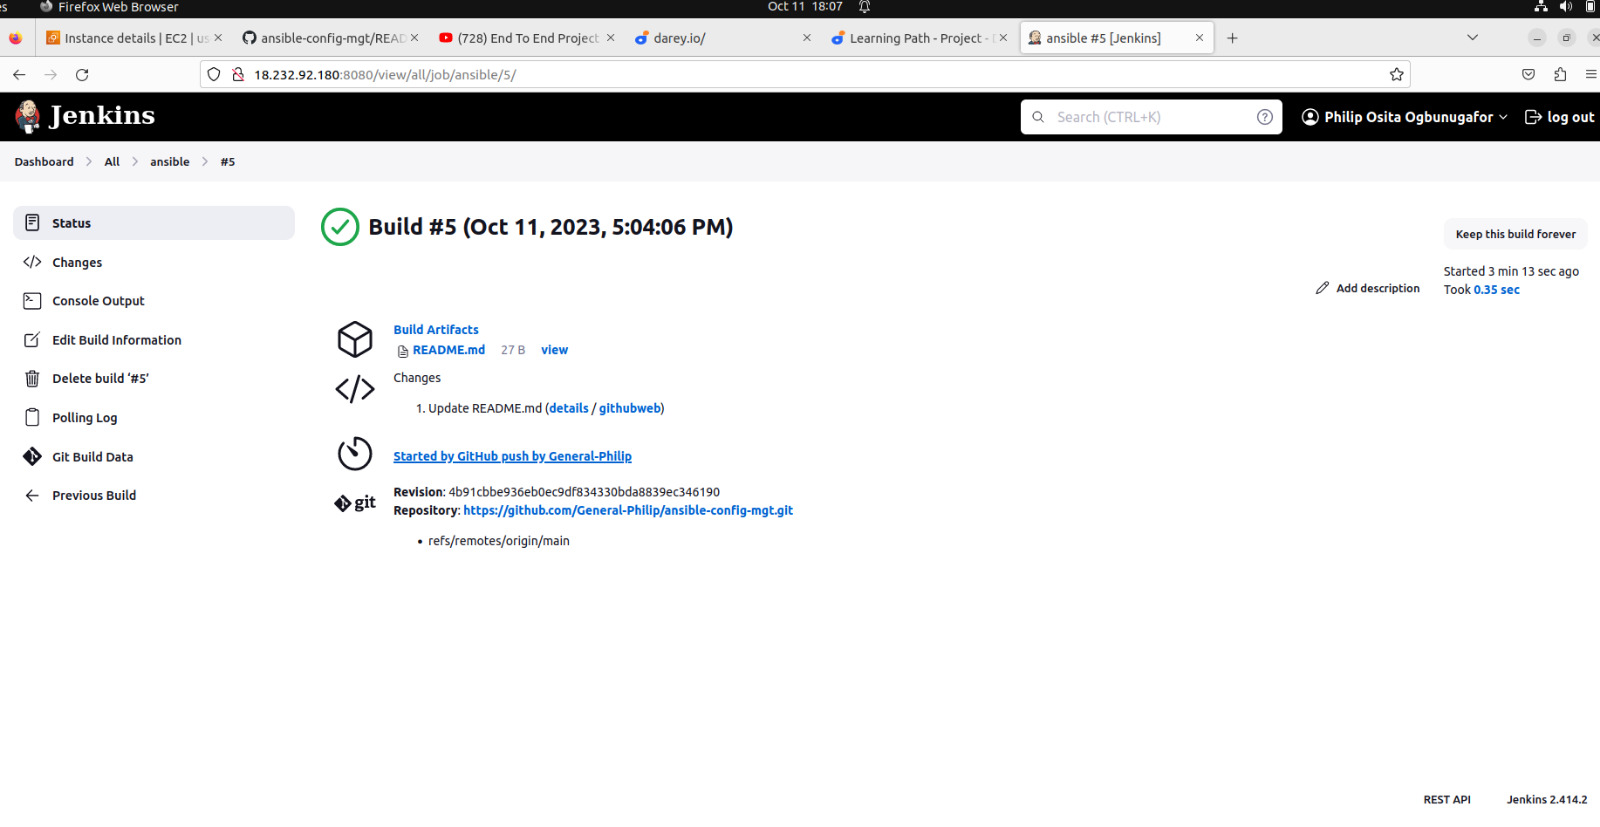 es Firefox Web Browser Oct 11 18:07
Instance details | EC2 | us ansible-config-mgt/READ (728) End To End Project darey.io/ Learning Path - Project - ansible #5 [Jenkins]
18.232.92.180:8080/view/all/job/ansible/5/
Jenkins Search (CTRL+K) Philip Osita Ogbunugafor log out
Dashboard All ansible #5
Status
Changes
Console Output
Edit Build Information
Delete build ‘#5’
Polling Log
Git Build Data
Previous Build
Build #5 (Oct 11, 2023, 5:04:06 PM)
Keep this build forever
Add description
Started 3 min 13 sec ago
Took 0.35 sec
Build Artifacts
README.md 27 B view
Changes
1. Update README.md (details / githubweb)
Started by GitHub push by General-Philip
git
Revision: 4b91cbbe936eb0ec9df834330bda8839ec346190
Repository: https://github.com/General-Philip/ansible-config-mgt.git
• refs/remotes/origin/main
REST API Jenkins 2.414.2